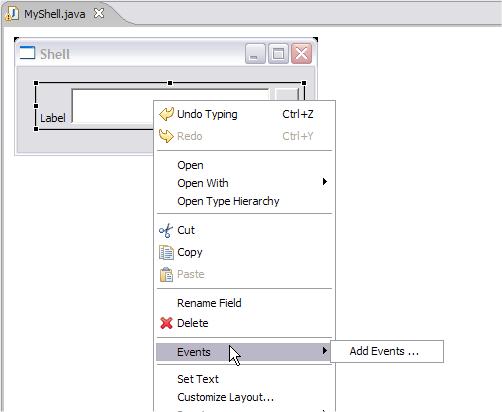 MyShell.java
Shell
Label
Undo Typing Ctrl+Z
Redo Ctrl+Y
Open
Open With
Open Type Hierarchy
Cut
Copy
Paste
Rename Field
Delete
Events
Add Events ...
Set Text
Customize Layout...